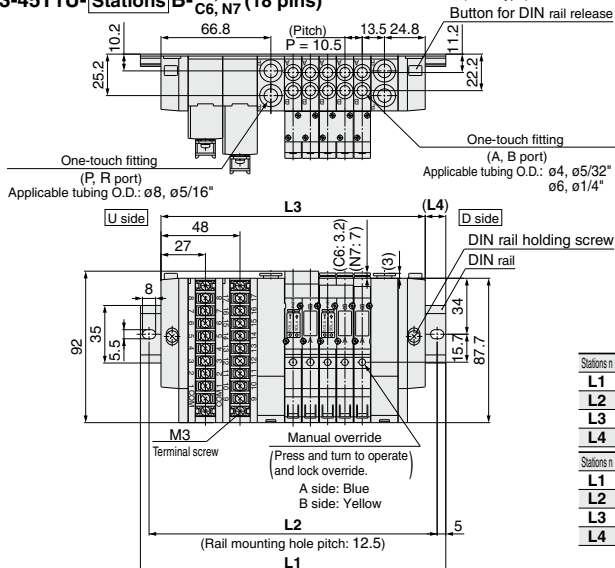 3-45T1U- Stations B- C6, N7 (18 pins)
Button for DIN rail release
10.2
66.8
(Pitch)
P = 10.5
13.5
24.8
11.2
25.2
22.2
One-touch fitting
(P, R port)
Applicable tubing O.D.: ø8, ø5/16"
One-touch fitting
(A, B port)
Applicable tubing O.D.: ø4, ø5/32"
ø6, ø1/4"
U side
L3
(L4)
D side
48
27
(C6: 3.2)
(N7: 7)
(3)
DIN rail holding screw
DIN rail
8
92
35
5.5
34
15.7
87.7
M3
Terminal screw
Manual override
(Press and turn to operate
and lock override.)
A side: Blue
B side: Yellow
L2
5
(Rail mounting hole pitch: 12.5)
L1
Stations n
L1
L2
L3
L4
Stations n
L1
L2
L3
L4